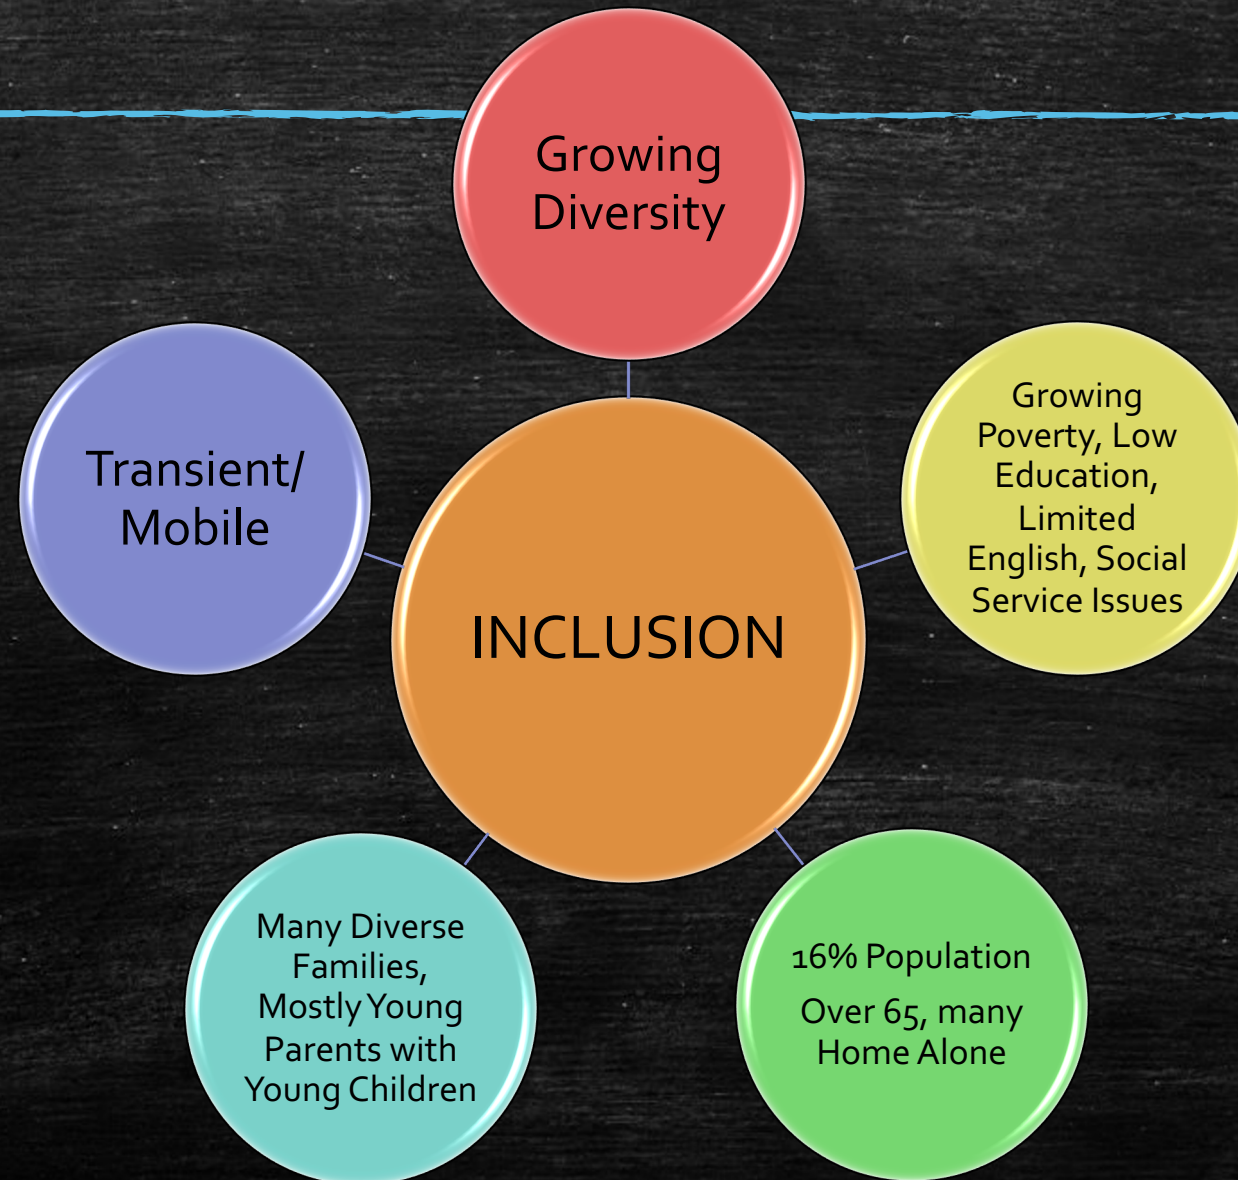 Growing
Diversity
Growing
Poverty, Low
Education,
Limited
English, Social
Service Issues
Transient/
Mobile
INCLUSION
Many Diverse
Families,
Mostly Young
Parents with
Young Children
16% Population
Over 65, many
Home Alone